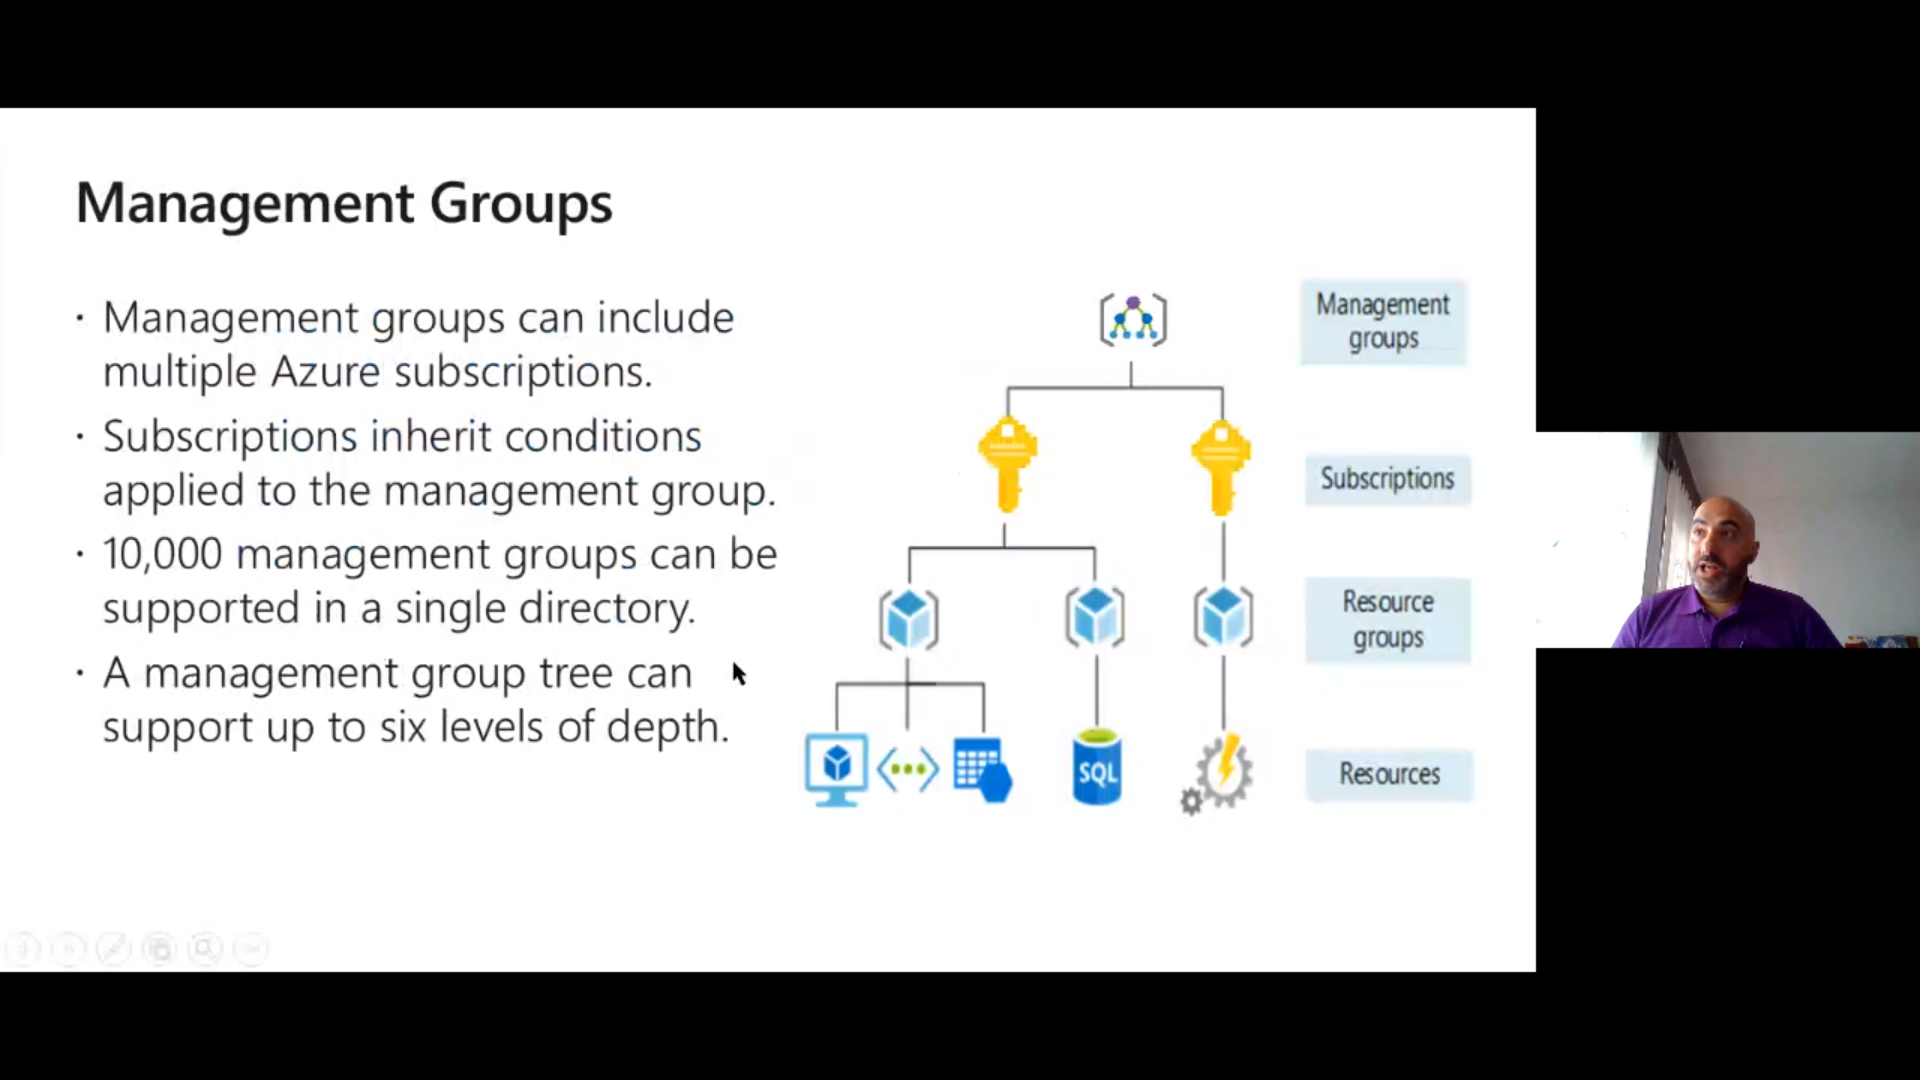 Management Groups
· Management groups can include
multiple Azure subscriptions.
· Subscriptions inherit conditions
applied to the management group.
· 10,000 management groups can be
supported in a single directory.
· A management group tree can
support up to six levels of depth.
Management
groups
Subscriptions
Resource
groups
SQL
Resources